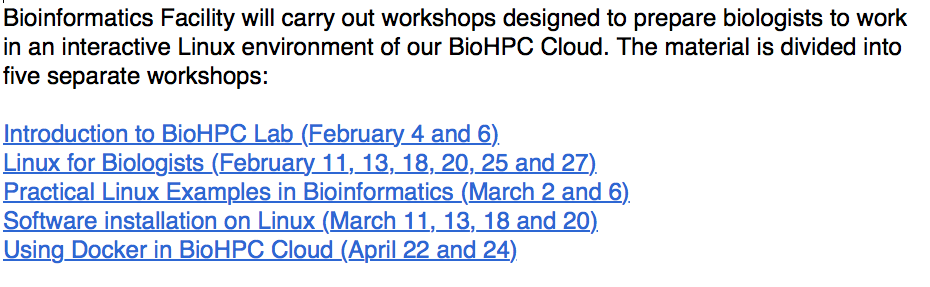 Bioinformatics Facility will carry out workshops designed to prepare biologists to work
in an interactive Linux environment of our BioHPC Cloud. The material is divided into
five separate workshops:
Introduction to BioHPC Lab (February 4 and 6)
Linux for Biologists (February 11, 13, 18, 20, 25 and 27)
Practical Linux Examples in Bioinformatics (March 2 and 6)
Software installation on Linux (March 11, 13, 18 and 20)
Using Docker in BioHPC Cloud (April 22 and 24)